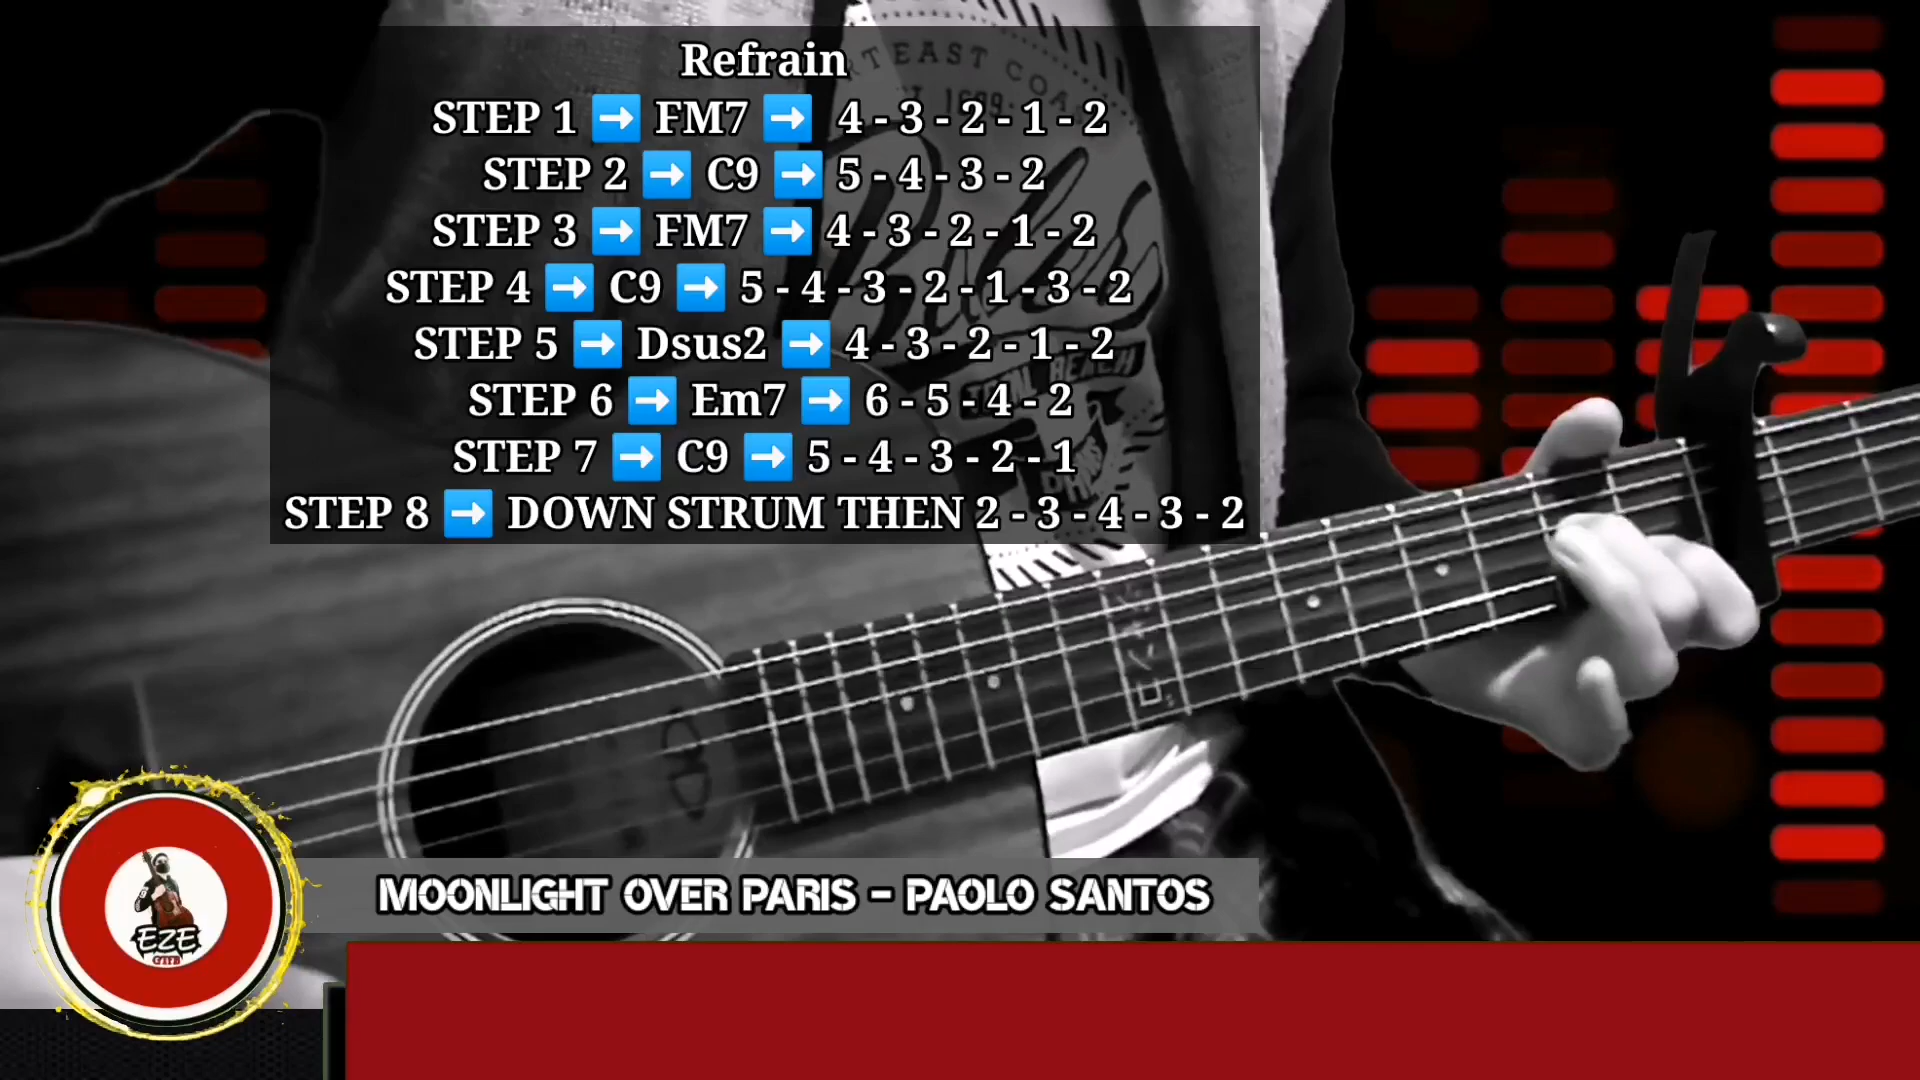 Refrain
STEP 1 ➡ FM7 ➡ 4 - 3 - 2 - 1 - 2
STEP 2 ➡ C9 ➡ 5 - 4 - 3 - 2
STEP 3 ➡ FM7 ➡ 4 - 3 - 2 - 1 - 2
STEP 4 ➡ C9 ➡ 5 - 4 - 3 - 2 - 1 - 3 - 2
STEP 5 ➡ Dsus2 ➡ 4 - 3 - 2 - 1 - 2
STEP 6 ➡ Em7 ➡ 6 - 5 - 4 - 2
STEP 7 ➡ C9 ➡ 5 - 4 - 3 - 2 - 1
STEP 8 ➡ DOWN STRUM THEN 2 - 3 - 4 - 3 - 2
EAST
BEACH
MOONLIGHT OVER PARIS - PAOLO SANTOS
EZE
GTFB